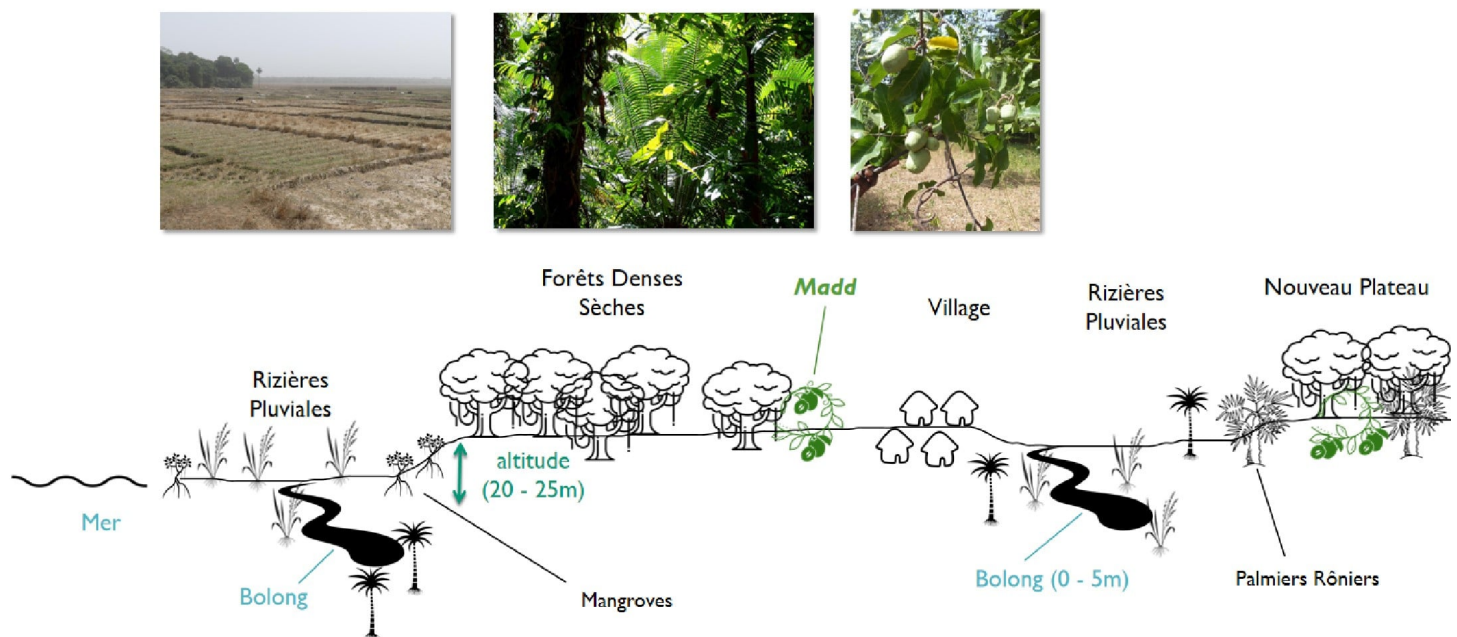 Forêts Denses
Sèches
Madd
Village
Rizières
Pluviales
Nouveau Plateau
Rizières
Pluviales
altitude
(20 - 25m)
Mer
Bolong
Mangroves
Bolong (0 - 5m)
Palmiers Rôniers